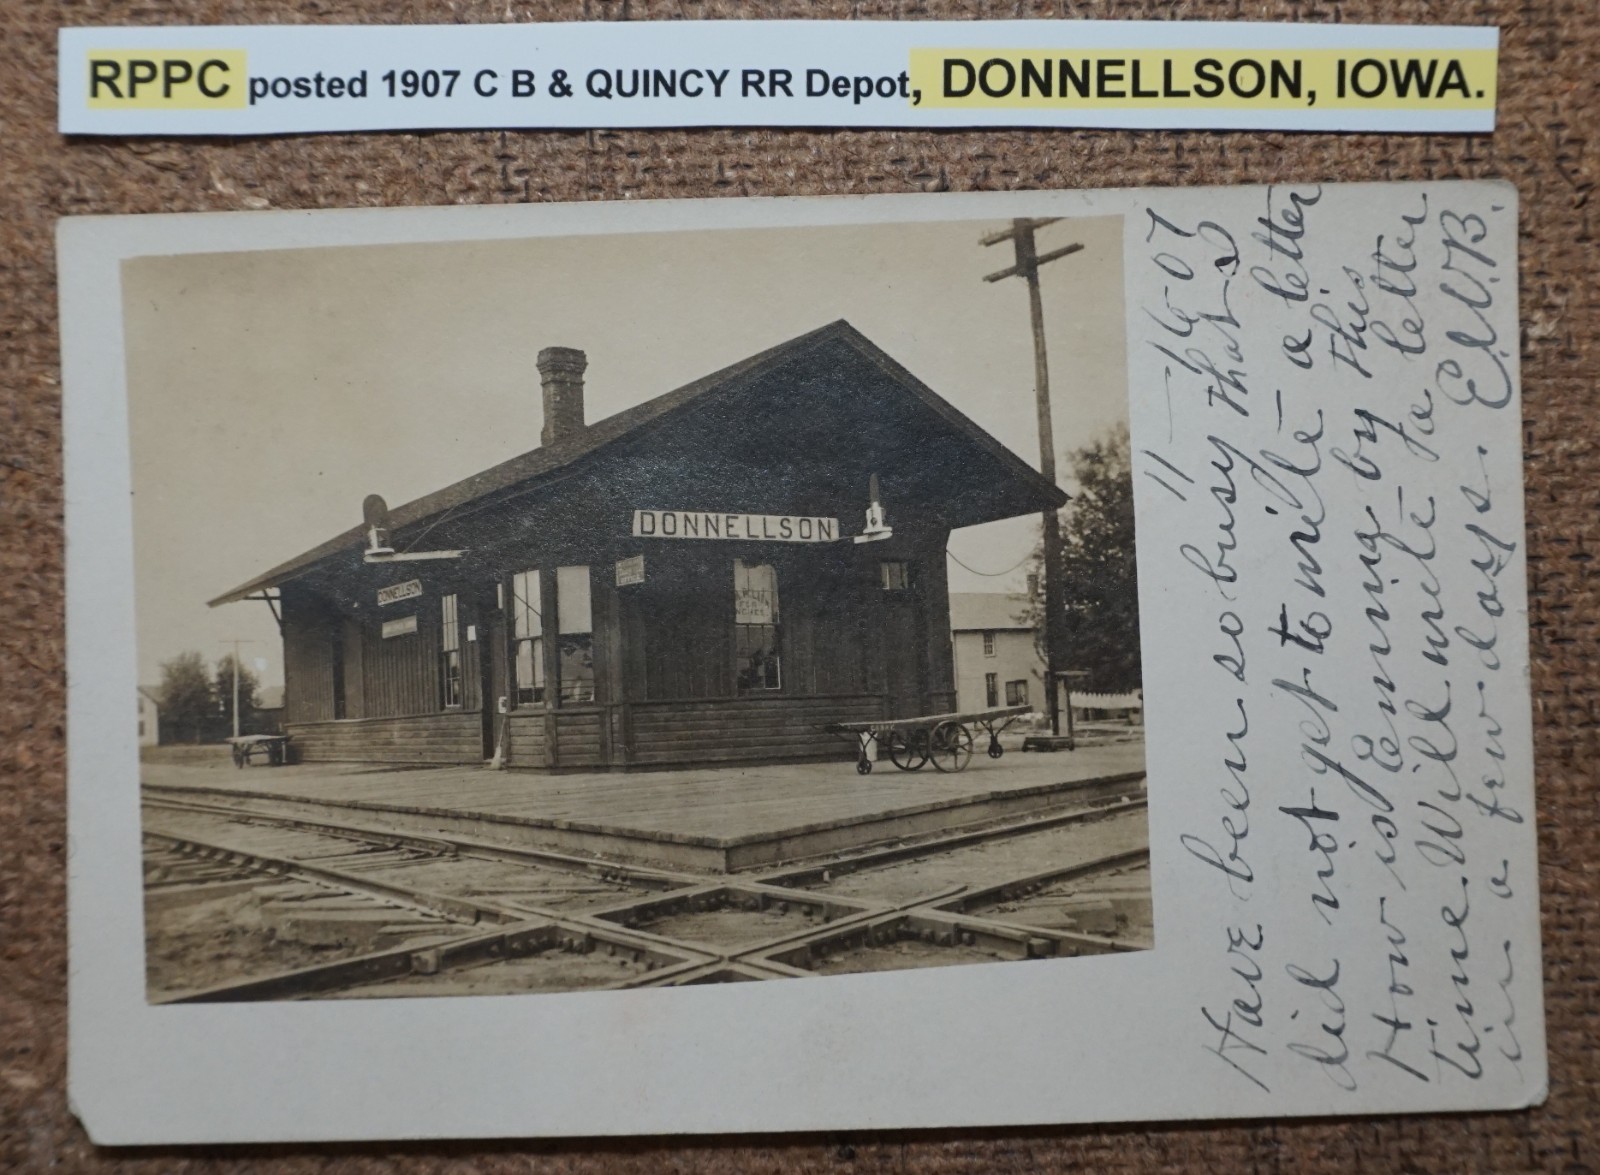 RPPC posted 1907 C B & QUINCY RR Depot, DONNELLSON, IOWA.
DONNELLSON
DONNELLSON
11-16-07
Have been so busy that I
did not get to write a letter
How is Emma by this
time. Will write to letter
in a few days. E.V.B.